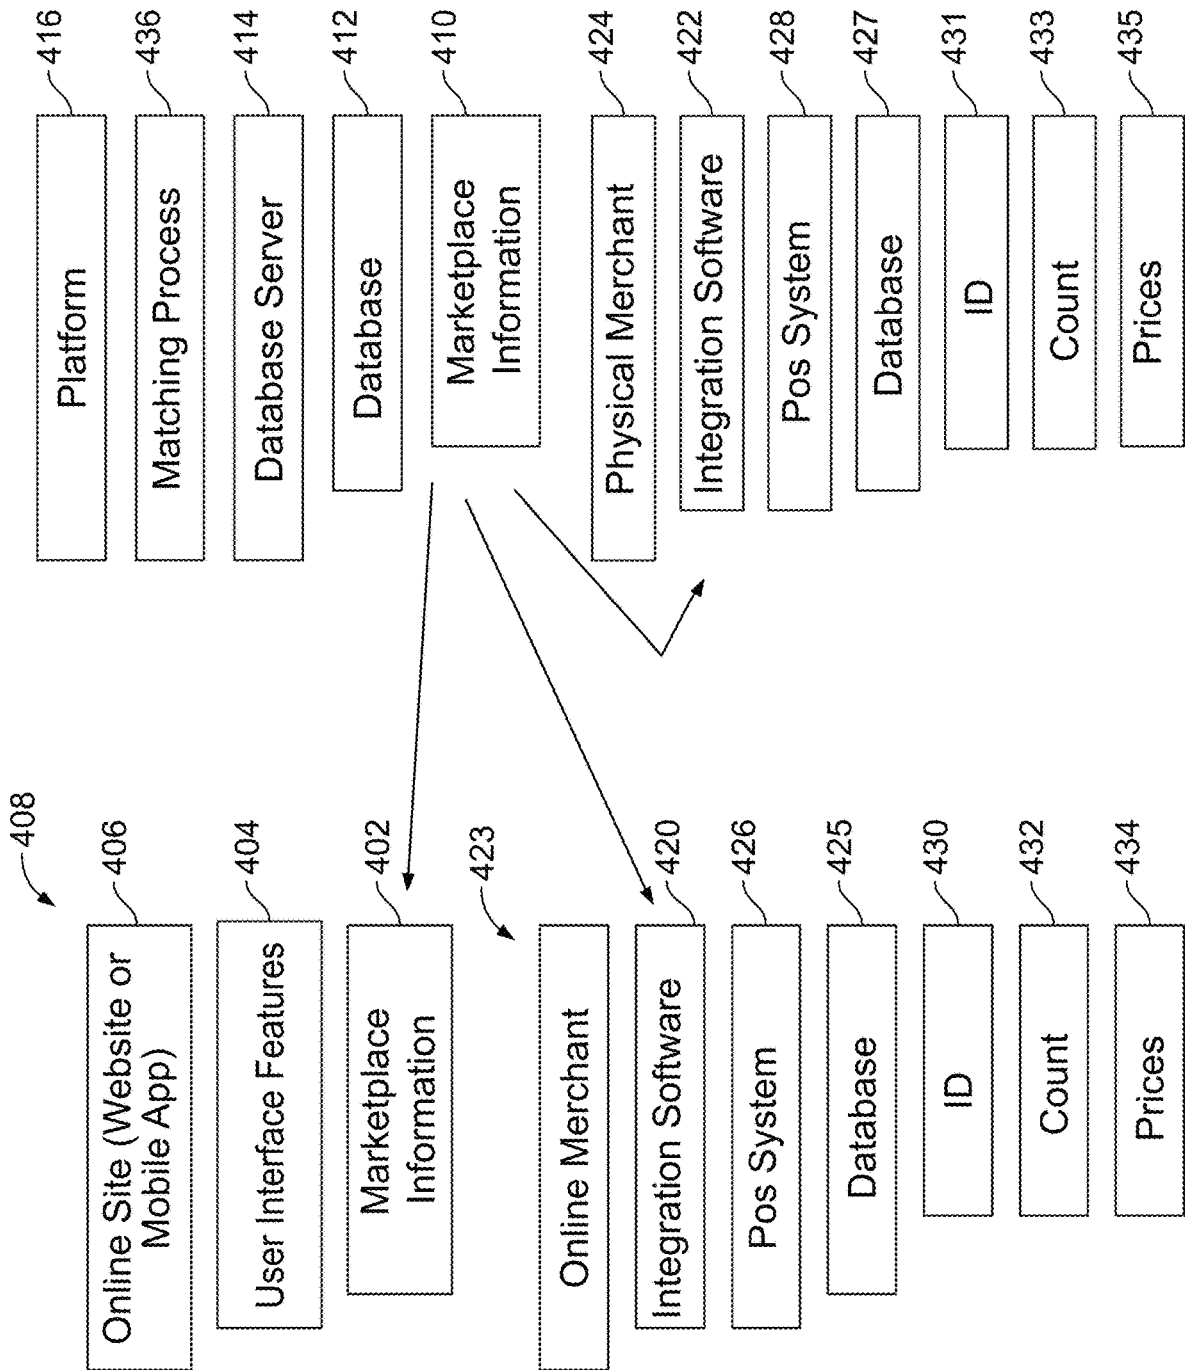 408
Online Site (Website or
Mobile App)
406
User Interface Features
404
Marketplace
Information
402
423
Online Merchant
Integration Software
420
Pos System
426
Database
425
ID
430
Count
432
Prices
434
Platform
416
Matching Process
436
Database Server
414
Database
412
Marketplace
Information
410
Physical Merchant
424
Integration Software
422
Pos System
428
Database
427
ID
431
Count
433
Prices
435